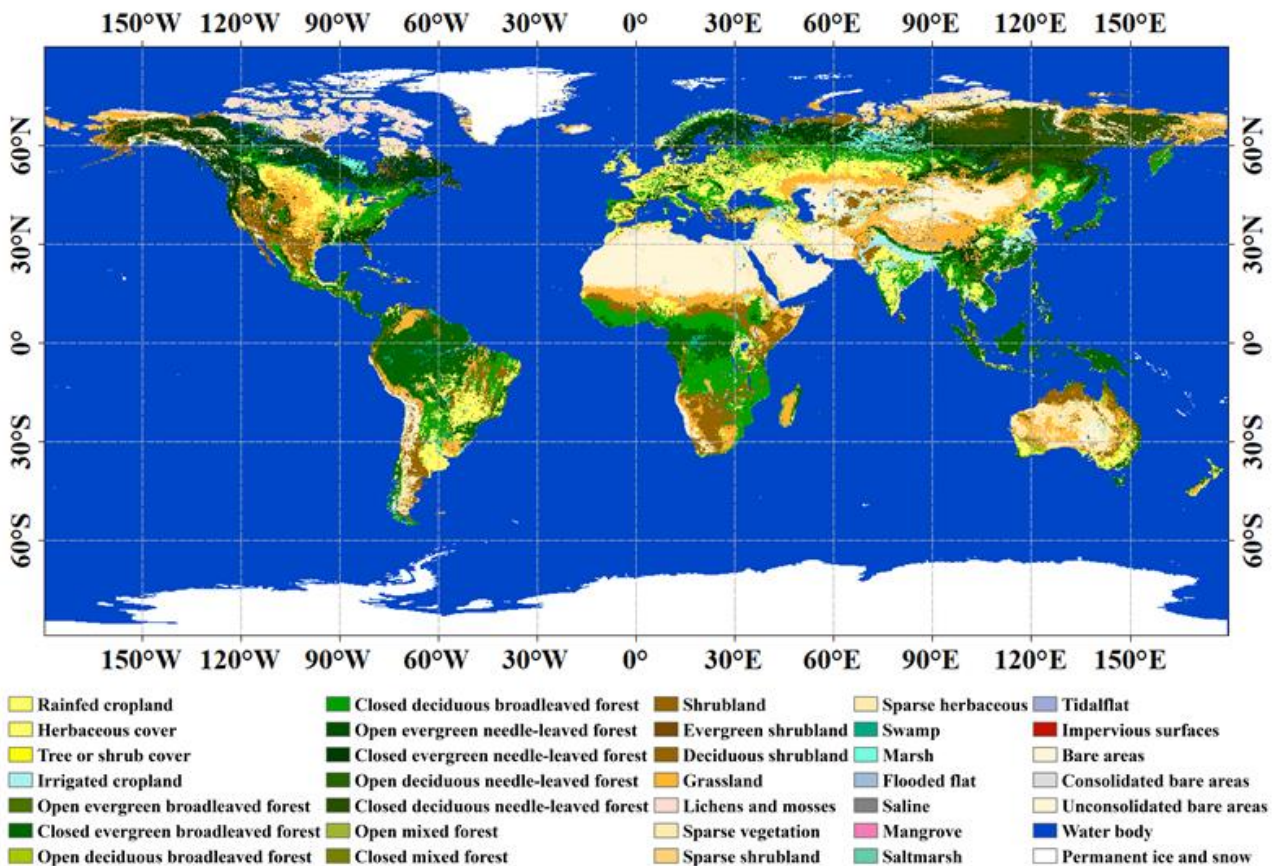 150°W 120°W 90°W 60°W 30°W 0° 30°E 60°E 90°E 120°E 150°E
60°N 60°N
30°N 30°N
0° 0°
30°S 30°S
60°S 60°S
150°W 120°W 90°W 60°W 30°W 0° 30°E 60°E 90°E 120°E 150°E
Rainfed cropland
Herbaceous cover
Tree or shrub cover
Irrigated cropland
Open evergreen broadleaved forest
Closed evergreen broadleaved forest
Open deciduous broadleaved forest
Closed deciduous broadleaved forest
Open evergreen needle-leaved forest
Closed evergreen needle-leaved forest
Open deciduous needle-leaved forest
Closed deciduous needle-leaved forest
Open mixed forest
Closed mixed forest
Shrubland
Evergreen shrubland
Deciduous shrubland
Grassland
Lichens and mosses
Sparse vegetation
Sparse shrubland
Sparse herbaceous
Swamp
Marsh
Flooded flat
Saline
Mangrove
Saltmarsh
Tidalflat
Impervious surfaces
Bare areas
Consolidated bare areas
Unconsolidated bare areas
Water body
Permanent ice and snow